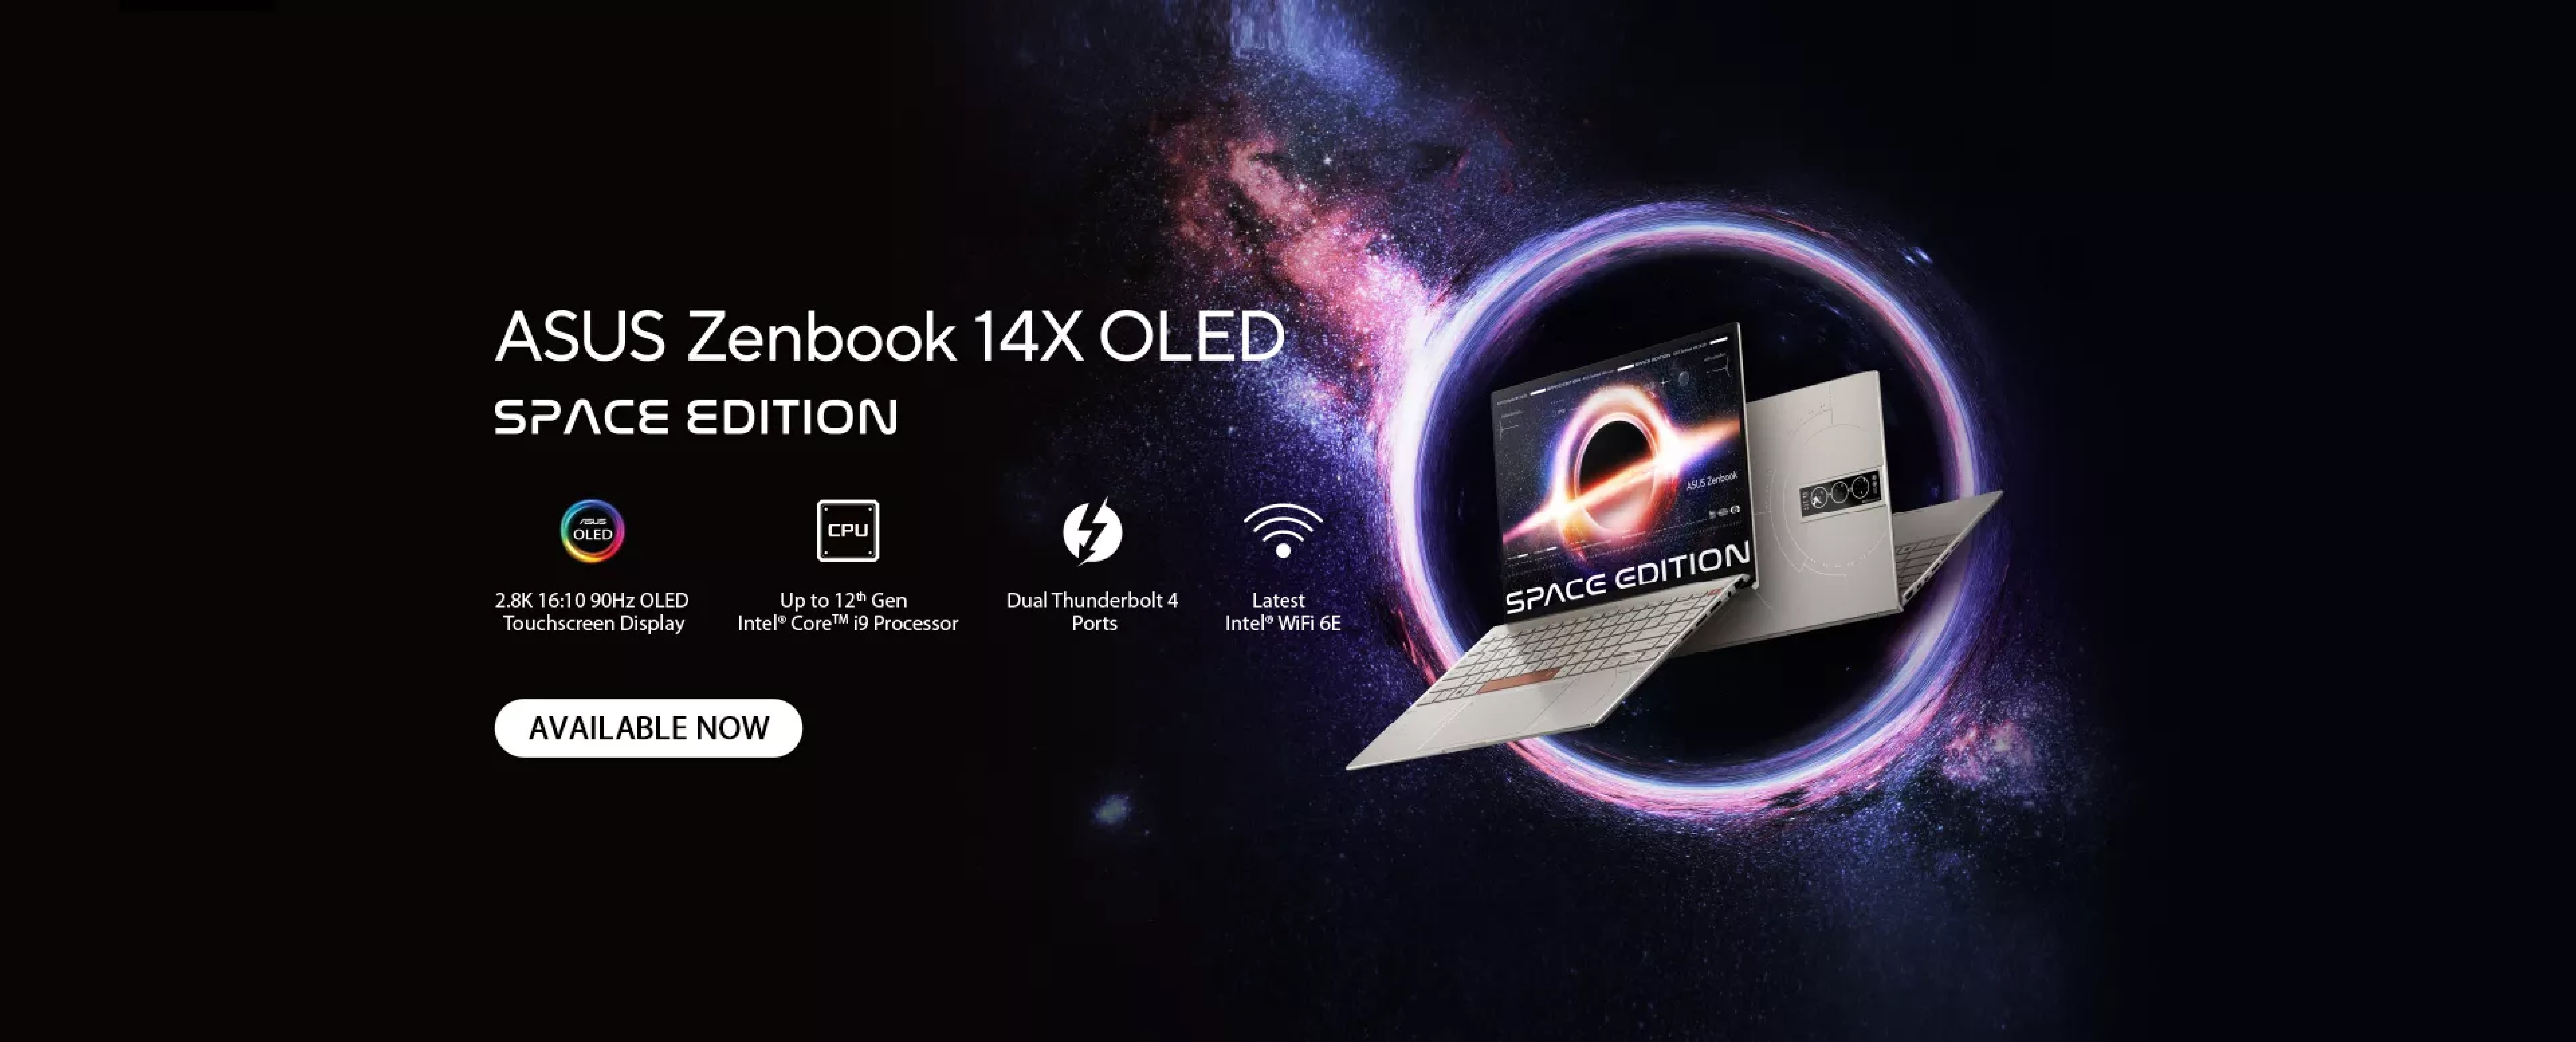 ASUS Zenbook 14X OLED
SPACE EDITION
ASUS
OLED
2.8K 16:10 90Hz OLED
Touchscreen Display
CPU
Up to 12th Gen
Intel® Core™ i9 Processor
Dual Thunderbolt 4
Ports
Latest
Intel® WiFi 6E
AVAILABLE NOW
ASUS Zenbook
SPACE EDITION